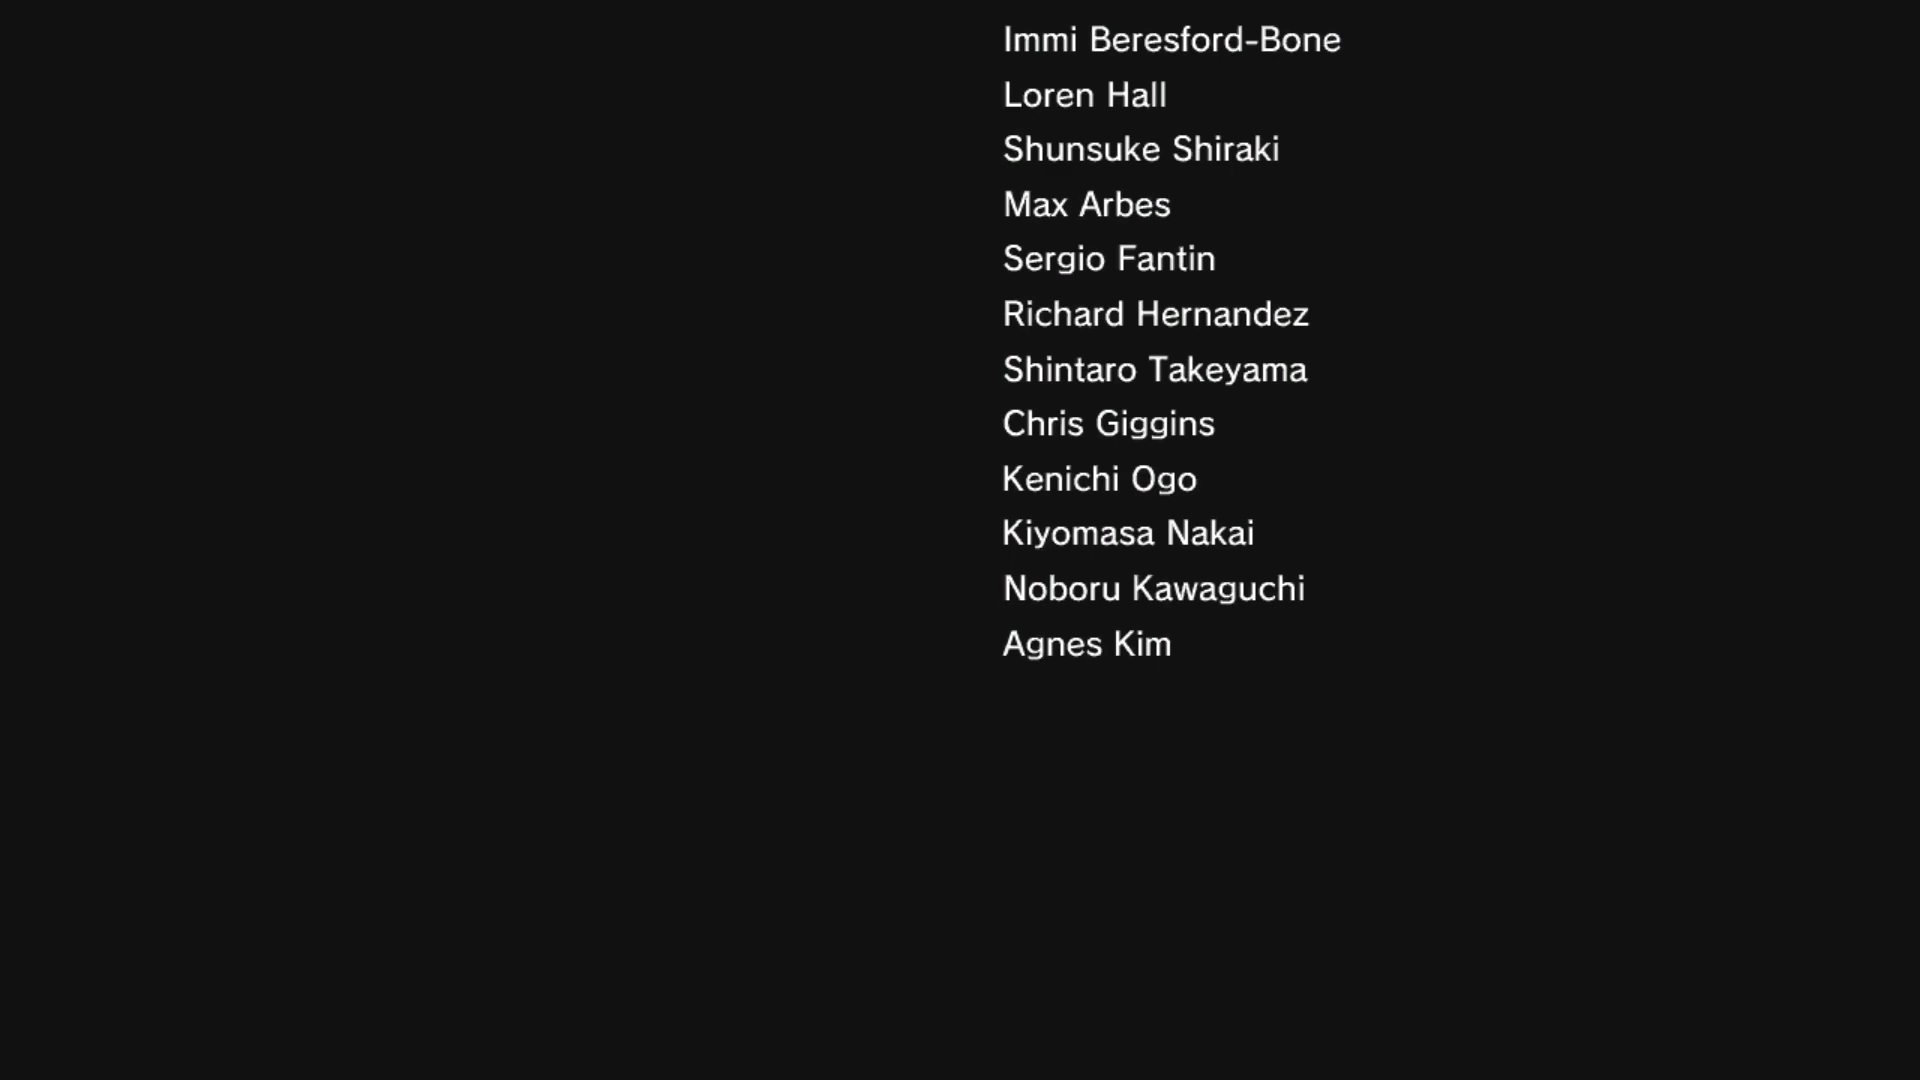 Immi Beresford-Bone
Loren Hall
Shunsuke Shiraki
Max Arbes
Sergio Fantin
Richard Hernandez
Shintaro Takeyama
Chris Giggins
Kenichi Ogo
Kiyomasa Nakai
Noboru Kawaguchi
Agnes Kim